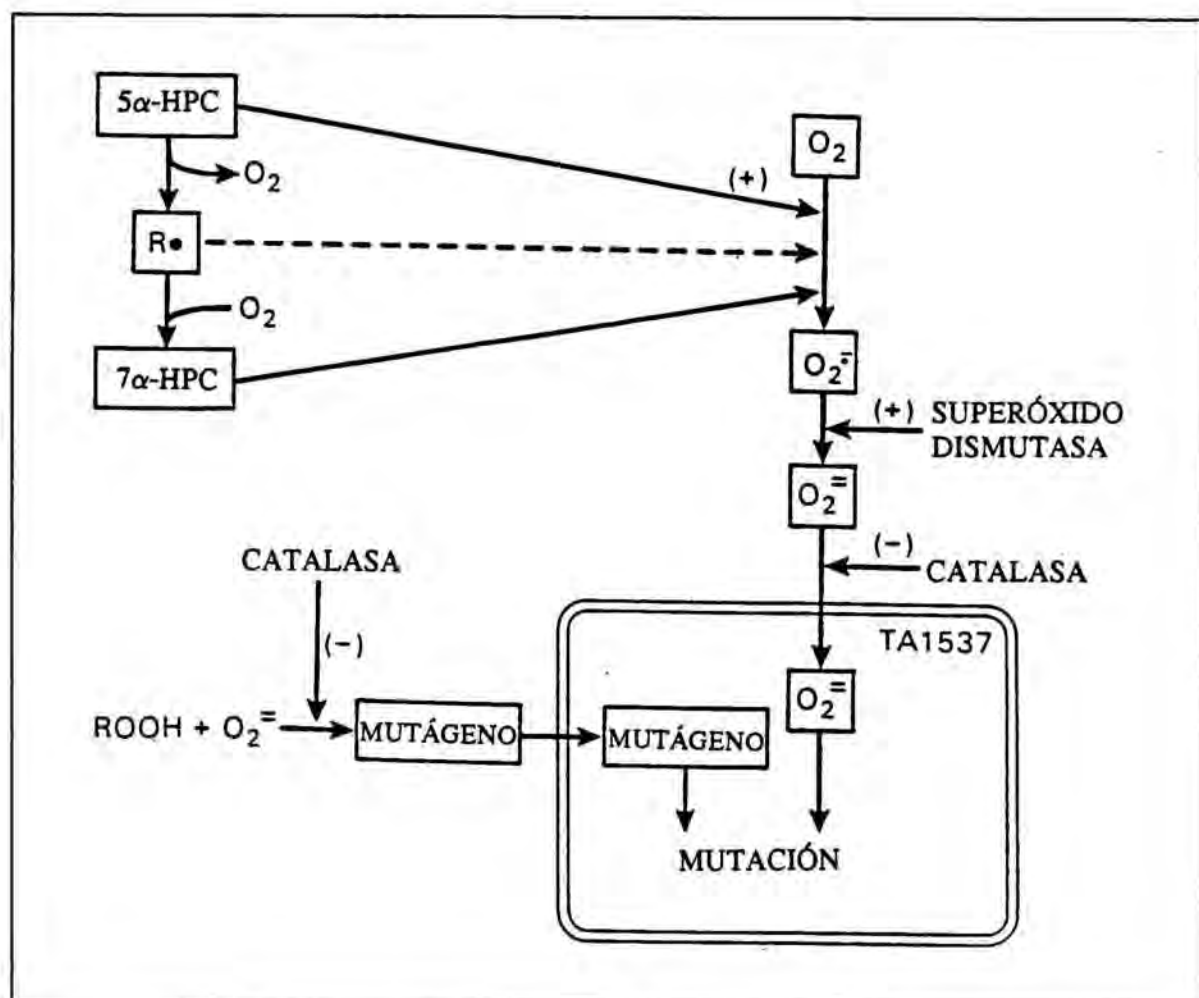 5α-HPC
O₂
(+)
O₂
R•
O₂
7α-HPC
O₂∸
(+) SUPERÓXIDO
DISMUTASA
O₂⁼
(-)
CATALASA
CATALASA
TA1537
(-)
O₂⁼
ROOH + O₂⁼
MUTÁGENO
MUTÁGENO
MUTACIÓN